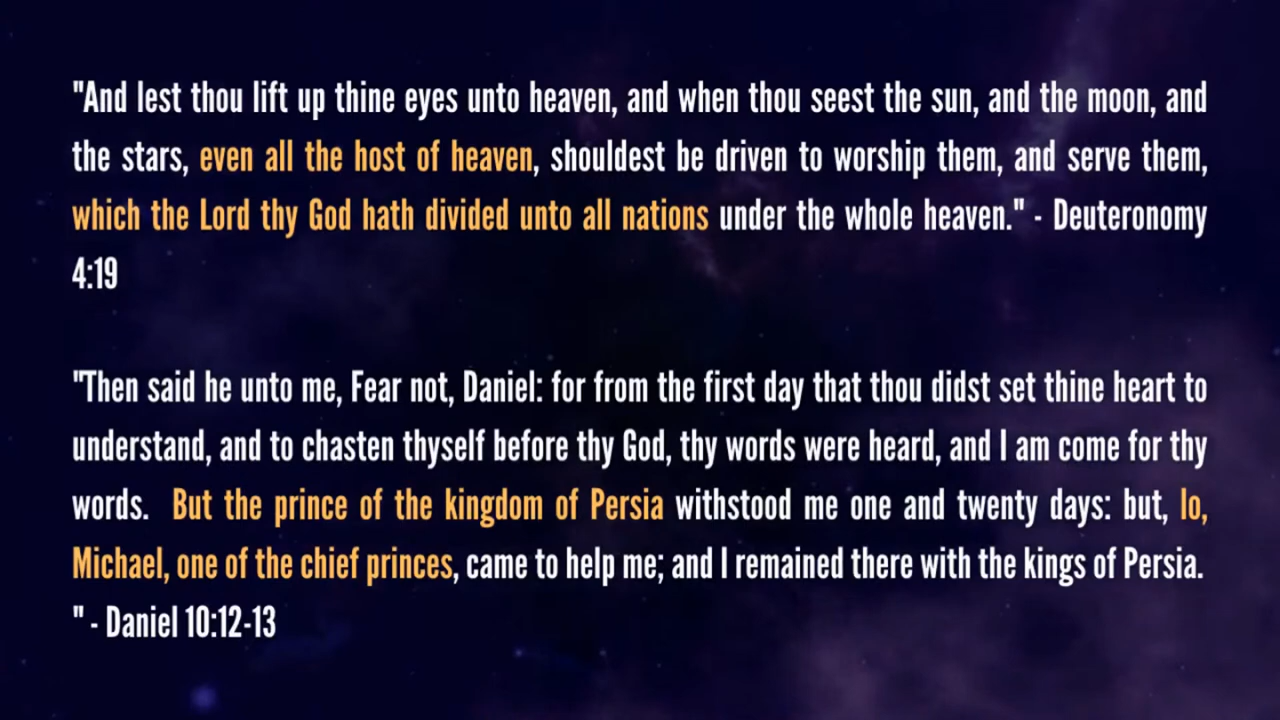 "And lest thou lift up thine eyes unto heaven, and when thou seest the sun, and the moon, and
the stars, even all the host of heaven, shouldest be driven to worship them, and serve them,
which the Lord thy God hath divided unto all nations under the whole heaven." - Deuteronomy
4:19
"Then said he unto me, Fear not, Daniel: for from the first day that thou didst set thine heart to
understand, and to chasten thyself before thy God, thy words were heard, and I am come for thy
words.  But the prince of the kingdom of Persia withstood me one and twenty days: but, lo,
Michael, one of the chief princes, came to help me; and I remained there with the kings of Persia.
" - Daniel 10:12-13